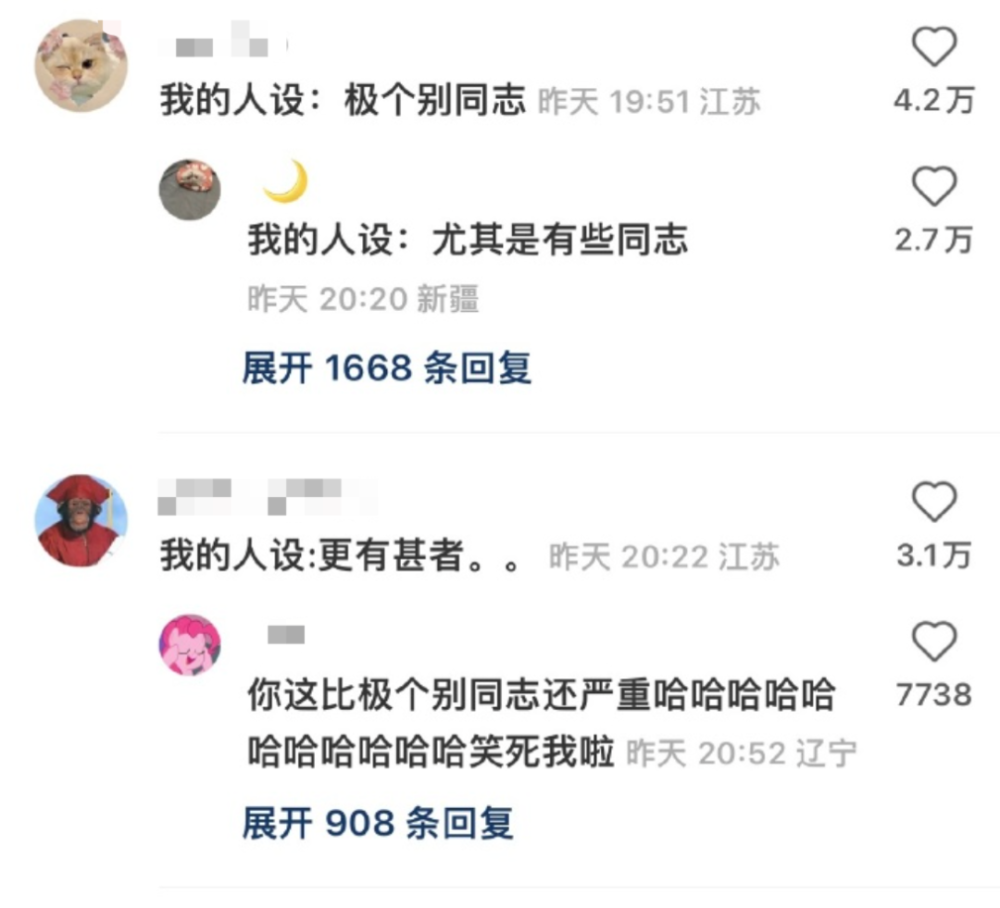 我的人设：极个别同志 昨天 19:51 江苏
4.2万
🌙
我的人设：尤其是有些同志
2.7万
昨天 20:20 新疆
展开 1668 条回复
我的人设:更有甚者。。 昨天 20:22 江苏
3.1万
你这比极个别同志还严重哈哈哈哈哈
7738
哈哈哈哈哈哈笑死我啦 昨天 20:52 辽宁
展开 908 条回复